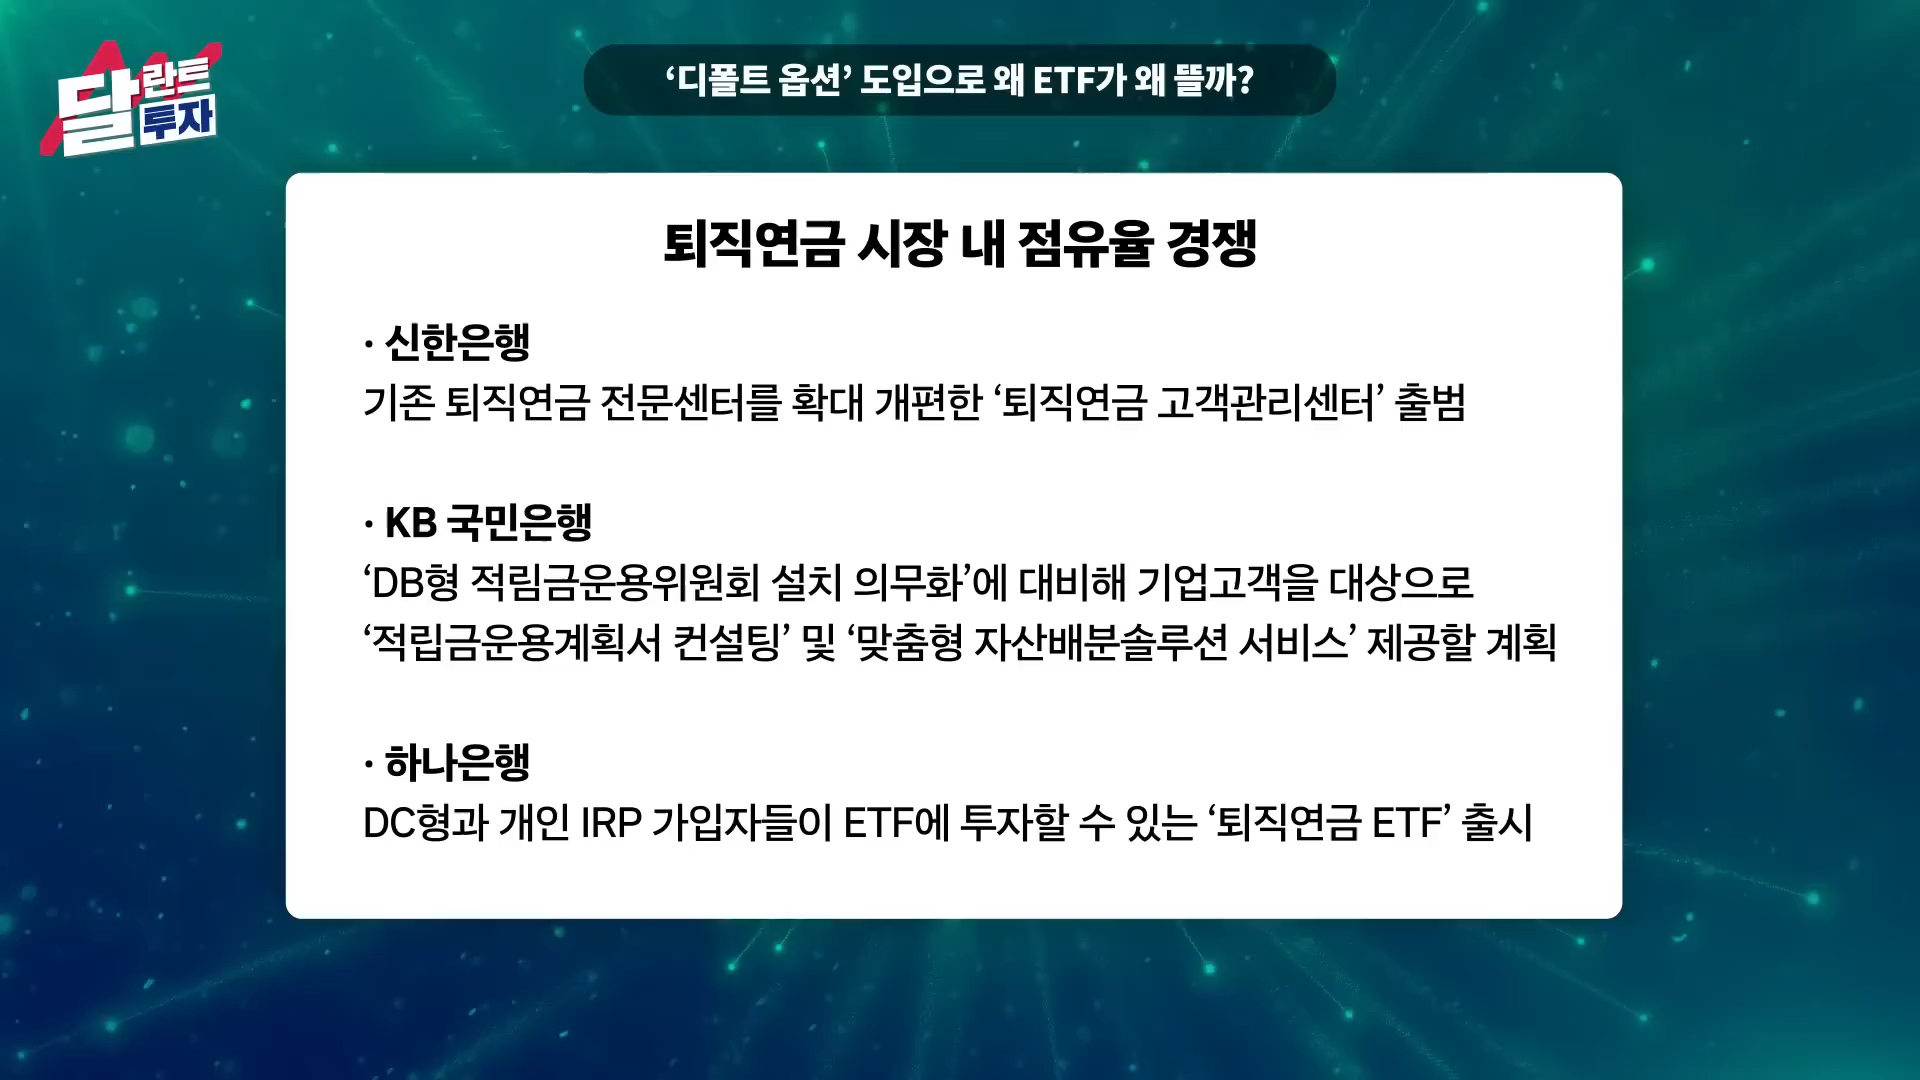 달란트
투자
‘디폴트 옵션’ 도입으로 왜 ETF가 왜 뜰까?
퇴직연금 시장 내 점유율 경쟁
· 신한은행
기존 퇴직연금 전문센터를 확대 개편한 ‘퇴직연금 고객관리센터’ 출범
· KB 국민은행
‘DB형 적림금운용위원회 설치 의무화’에 대비해 기업고객을 대상으로
‘적립금운용계획서 컨설팅’ 및 ‘맞춤형 자산배분솔루션 서비스’ 제공할 계획
· 하나은행
DC형과 개인 IRP 가입자들이 ETF에 투자할 수 있는 ‘퇴직연금 ETF’ 출시